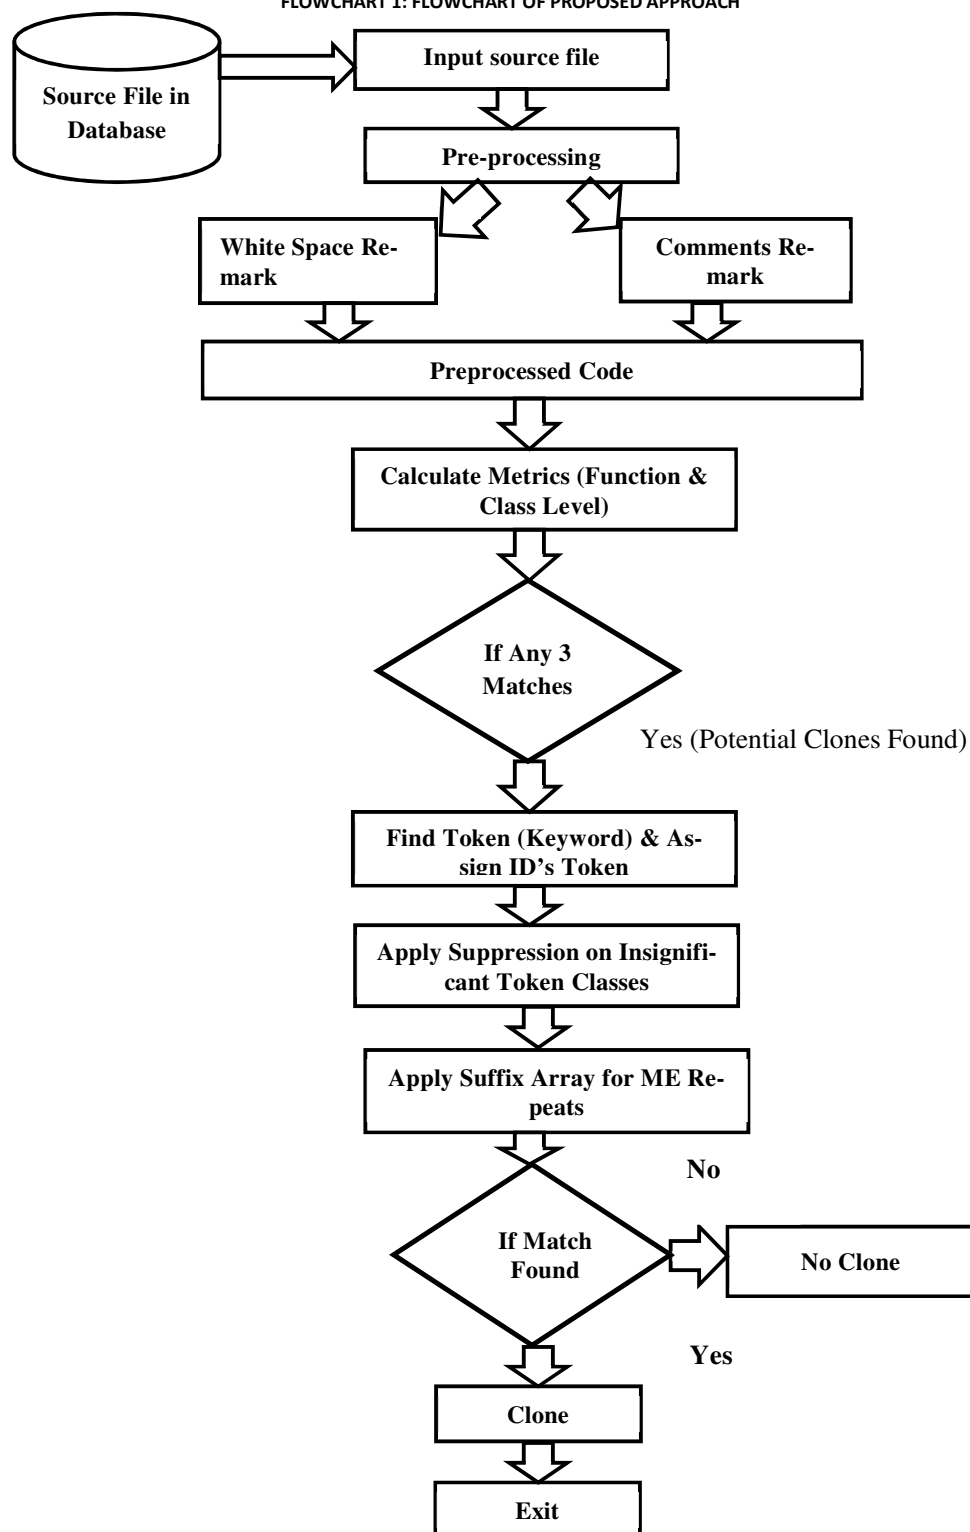 FLOWCHART 1: FLOWCHART OF PROPOSED APPROACH
Source File in
Database
Input source file
Pre-processing
White Space Re-
mark
Comments Re-
mark
Preprocessed Code
Calculate Metrics (Function &
Class Level)
If Any 3
Matches
Yes (Potential Clones Found)
Find Token (Keyword) & As-
sign ID's Token
Apply Suppression on Insignifi-
cant Token Classes
Apply Suffix Array for ME Re-
peats
No
If Match
Found
No Clone
Yes
Clone
Exit